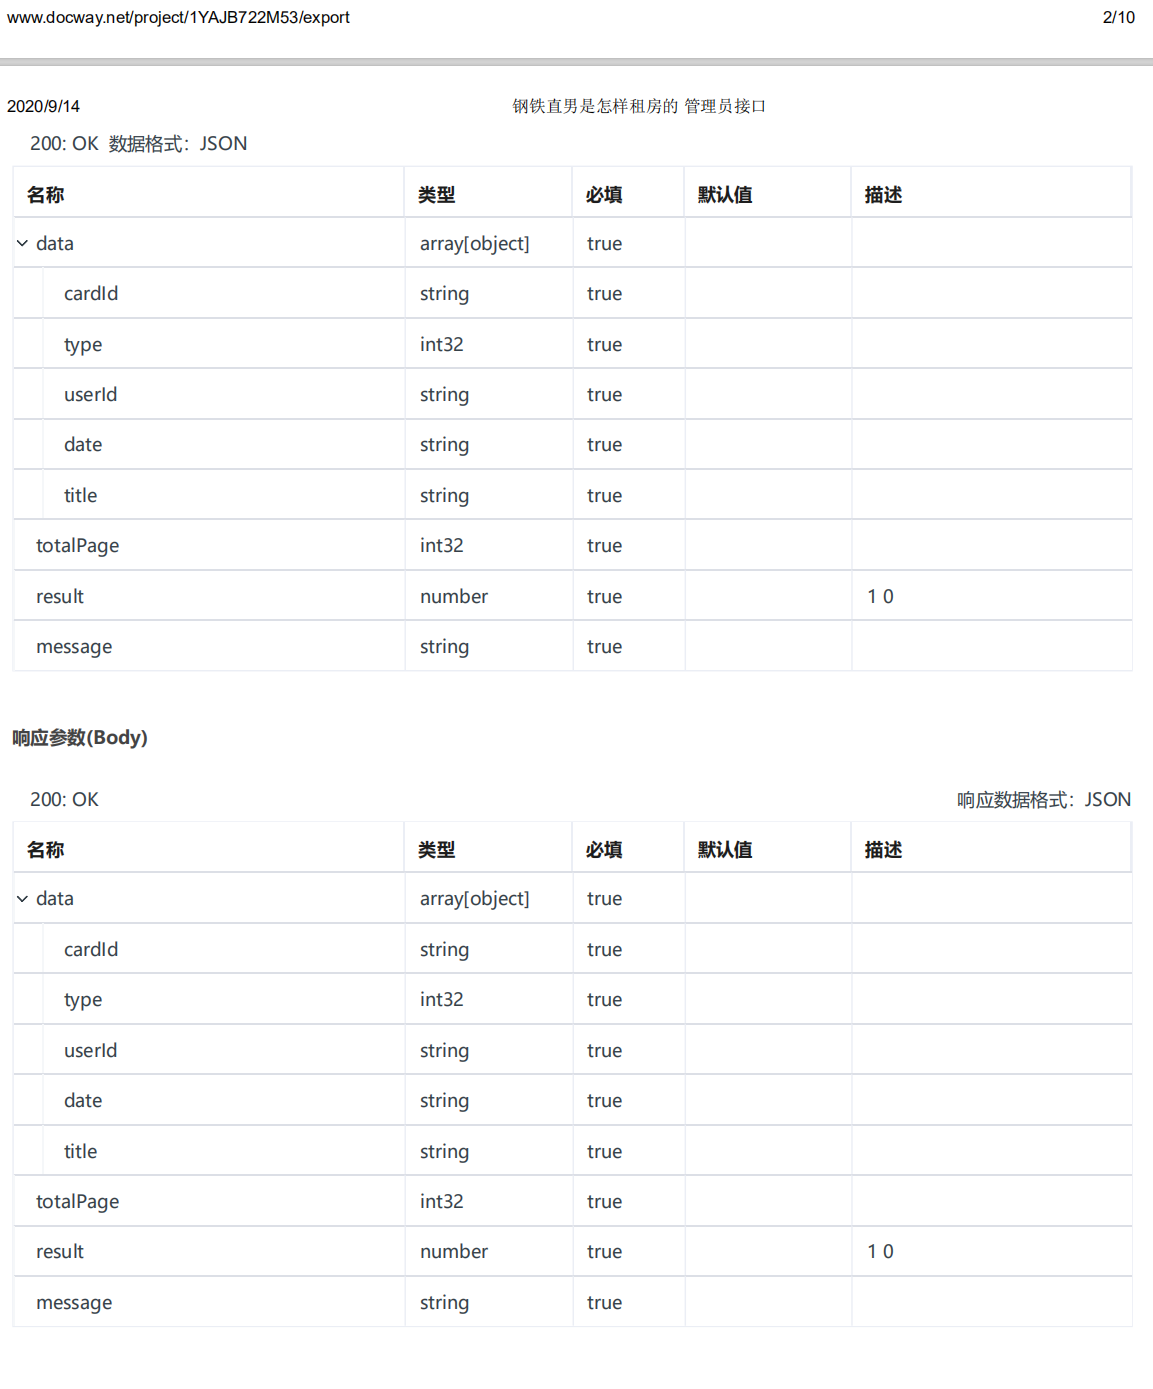 www.docway.net/project/1YAJB722M53/export 2/10
2020/9/14 钢铁直男是怎样租房的 管理员接口
200: OK 数据格式：JSON
名称 类型 必填 默认值 描述
data array[object] true
cardId string true
type int32 true
userId string true
date string true
title string true
totalPage int32 true
result number true 1 0
message string true
响应参数(Body)
200: OK 响应数据格式：JSON
名称 类型 必填 默认值 描述
data array[object] true
cardId string true
type int32 true
userId string true
date string true
title string true
totalPage int32 true
result number true 1 0
message string true